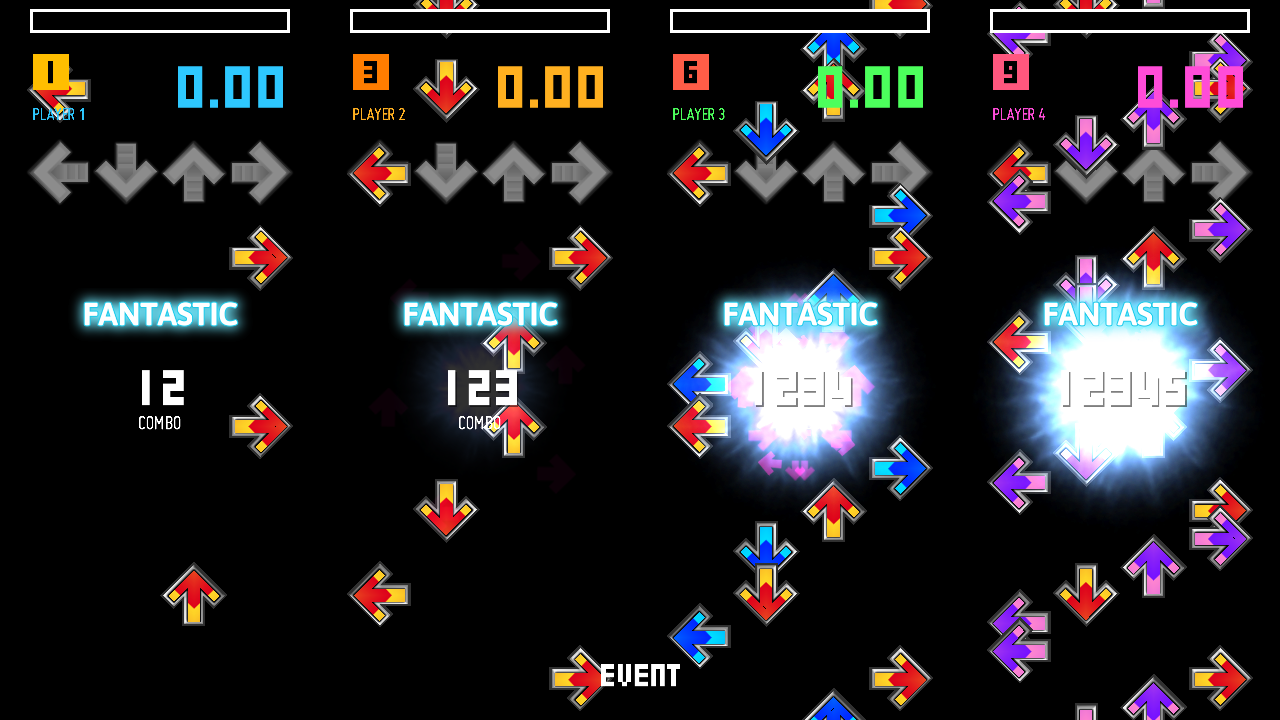 1
0.00
PLAYER 1
3
0.00
PLAYER 2
6
0.00
PLAYER 3
9
0.00
PLAYER 4
FANTASTIC
FANTASTIC
FANTASTIC
FANTASTIC
12
COMBO
123
COMBO
1234
12345
EVENT